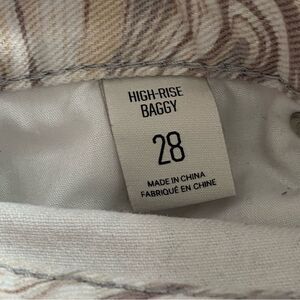 HIGH-RISE
BAGGY
28
MADE IN CHINA
FABRIQUÉ EN CHINE